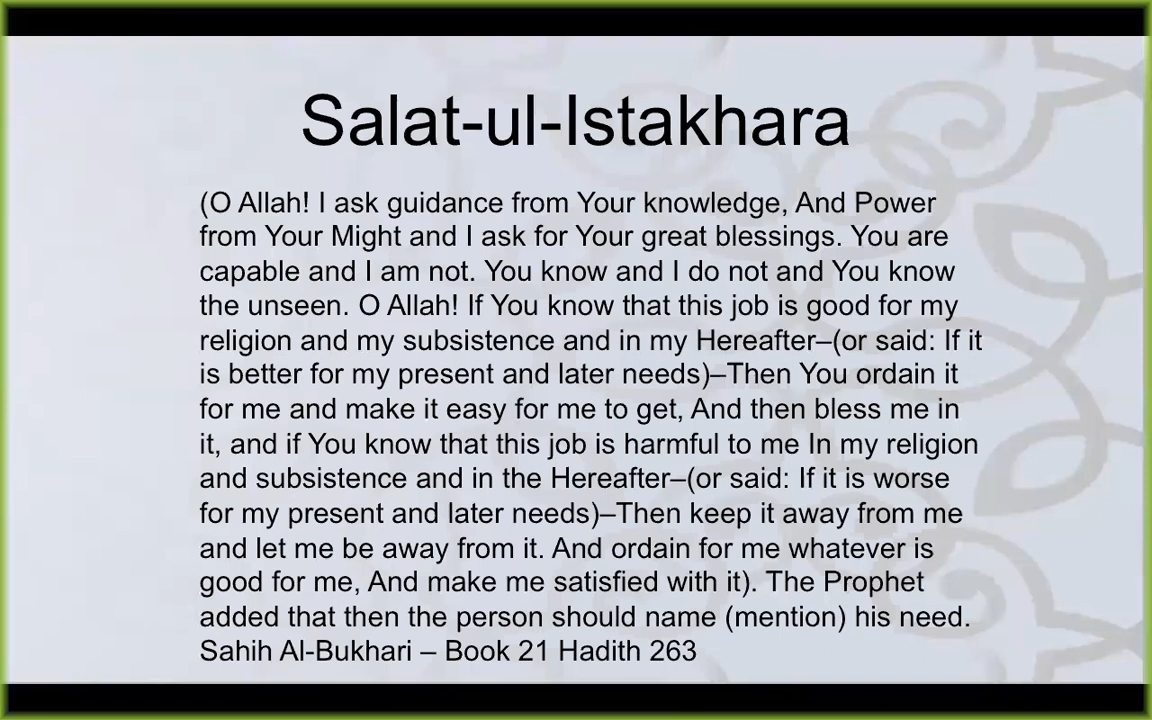 Salat-ul-Istakhara
(O Allah! I ask guidance from Your knowledge, And Power
from Your Might and I ask for Your great blessings. You are
capable and I am not. You know and I do not and You know
the unseen. O Allah! If You know that this job is good for my
religion and my subsistence and in my Hereafter–(or said: If it
is better for my present and later needs)–Then You ordain it
for me and make it easy for me to get, And then bless me in
it, and if You know that this job is harmful to me In my religion
and subsistence and in the Hereafter–(or said: If it is worse
for my present and later needs)–Then keep it away from me
and let me be away from it. And ordain for me whatever is
good for me, And make me satisfied with it). The Prophet
added that then the person should name (mention) his need.
Sahih Al-Bukhari – Book 21 Hadith 263